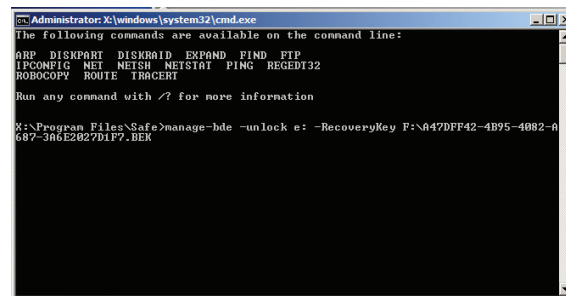 Administrator: X:\windows\system32\cmd.exe
The following commands are available on the command line:
ARP DISKPART DISKRAID EXPAND FIND FTP
IPCONFIG NET NETSH NETSTAT PING REGEDT32
ROBOCOPY ROUTE TRACERT
Run any command with /? for more information
X:\Program Files\Safe>manage-bde -unlock e: -RecoveryKey F:\A47DFF42-4B95-4082-A
687-3A6E2027D1F7.BEK